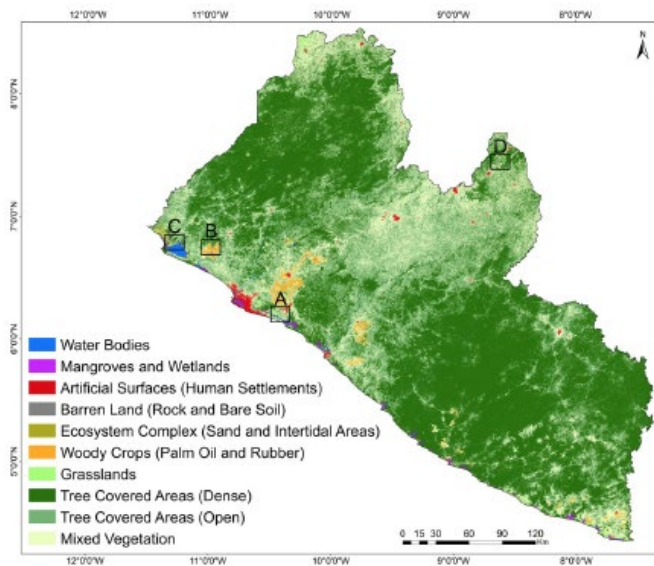 12°0'0"W 11°0'0"W 10°0'0"W 9°0'0"W 8°0'0"W
N
8°0'0"N
D
7°0'0"N
C B
A
6°0'0"N
Water Bodies
Mangroves and Wetlands
Artificial Surfaces (Human Settlements)
Barren Land (Rock and Bare Soil)
Ecosystem Complex (Sand and Intertidal Areas)
Woody Crops (Palm Oil and Rubber)
5°0'0"N
Grasslands
Tree Covered Areas (Dense)
Tree Covered Areas (Open)
Mixed Vegetation
0 15 30 60 90 120
Km
12°0'0"W 11°0'0"W 10°0'0"W 9°0'0"W 8°0'0"W